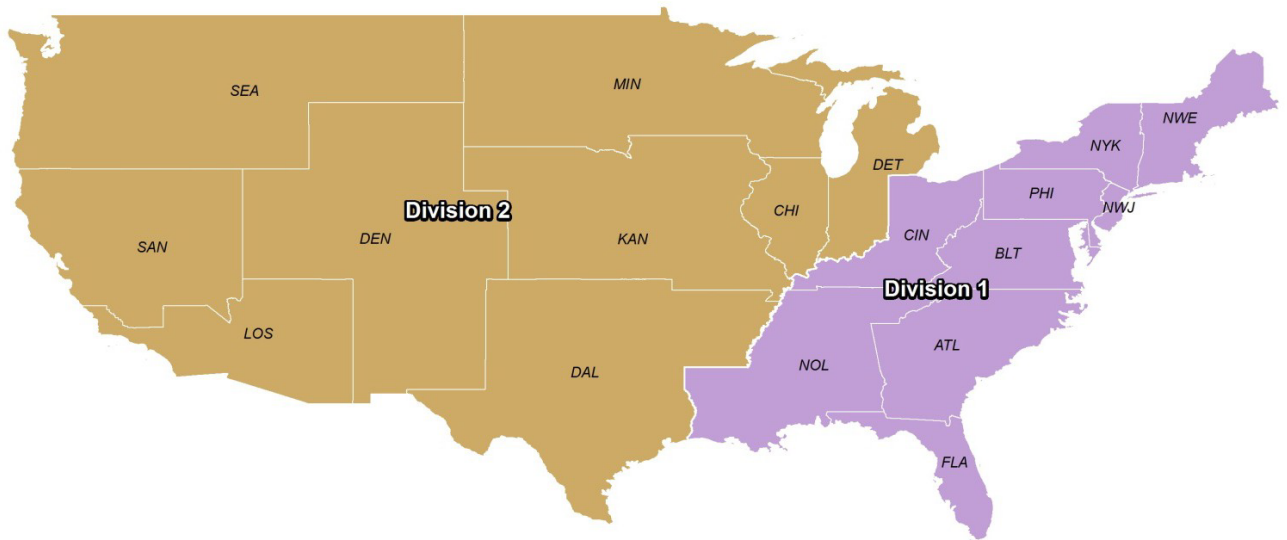 SEA
MIN
NWE
NYK
DET
PHI
CHI
NWJ
Division 2
CIN
SAN
DEN
KAN
BLT
Division 1
LOS
ATL
NOL
DAL
FLA